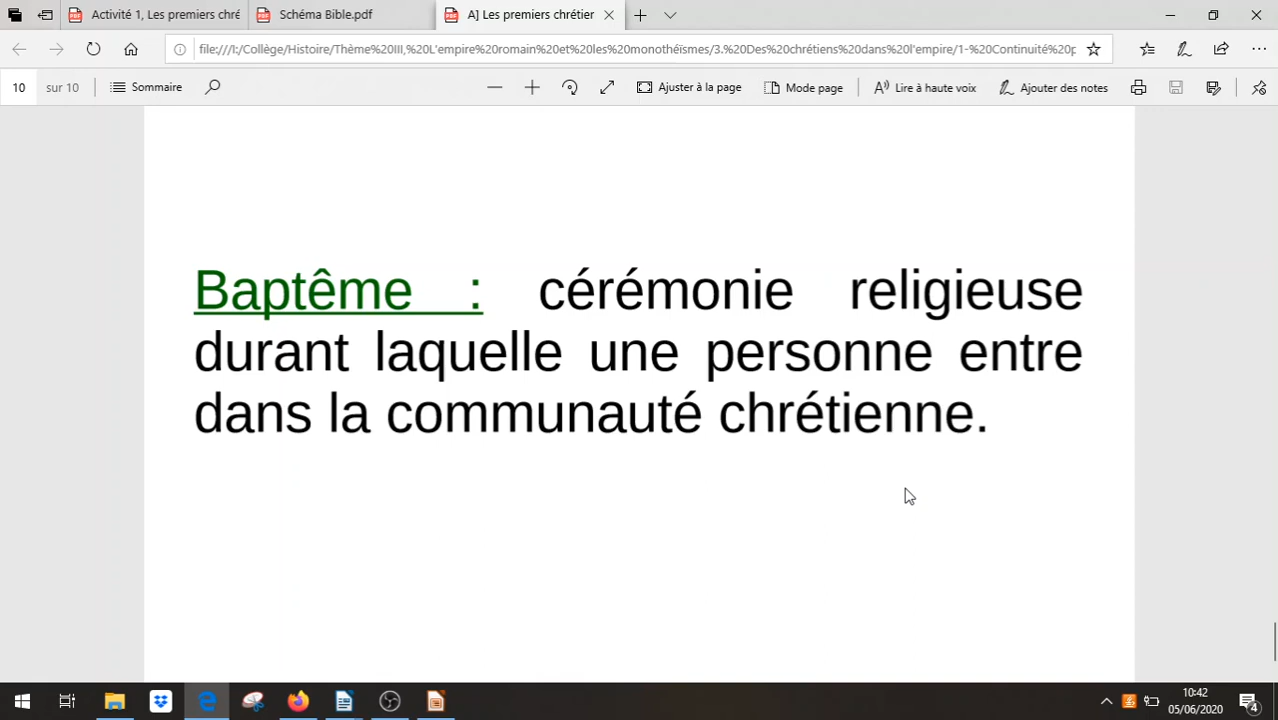 Activité 1, Les premiers chré
Schéma Bible.pdf
A] Les premiers chrétier
file:///I:/Collège/Histoire/Thème%20III,%20L'empire%20romain%20et%20les%20monothéïsmes/3.%20Des%20chrétiens%20dans%20l'empire/1-%20Continuité%20p
10 sur 10 Sommaire Ajuster à la page Mode page Lire à haute voix Ajouter des notes
Baptême : cérémonie religieuse
durant laquelle une personne entre
dans la communauté chrétienne.
10:42
05/06/2020
4